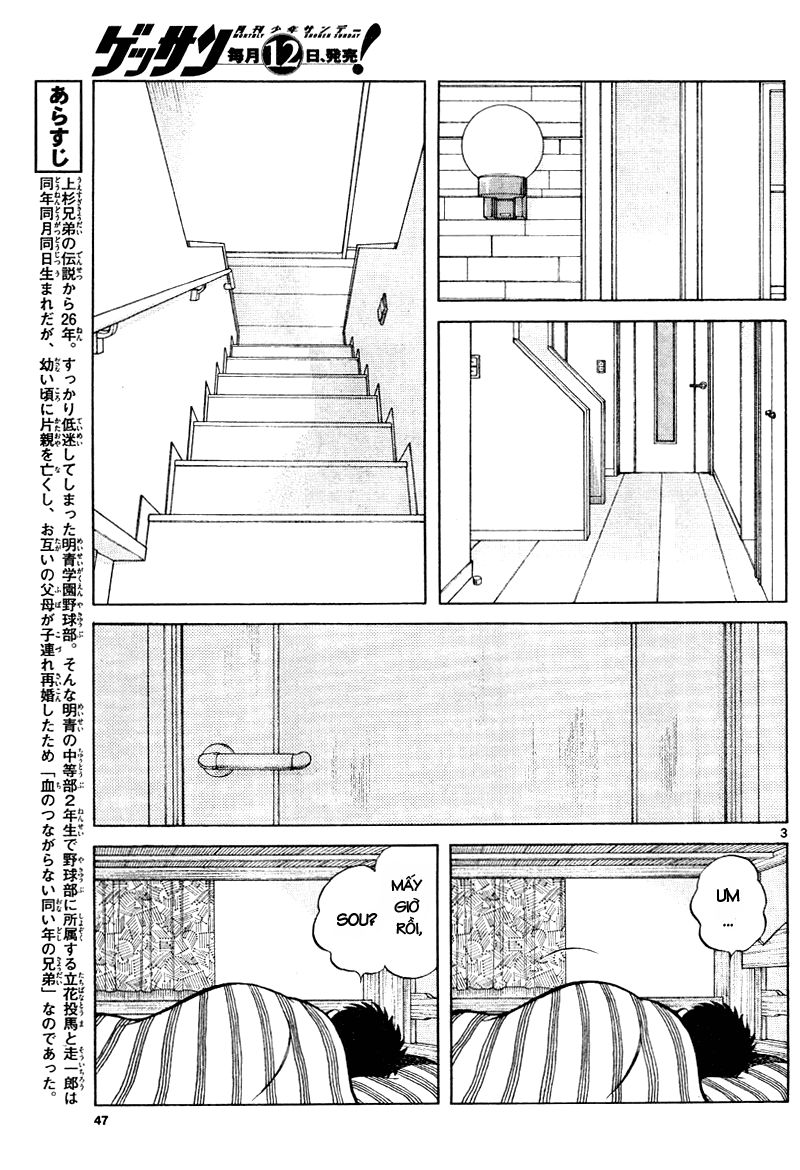 ゲッサン
月刊少年サンデー
MONTHLY SHONEN SUNDAY
毎月12日、発売!
あらすじ
上杉兄弟の伝説から26年。すっかり低迷してしまった明青学園野球部。そんな明青の中等部2年生で野球部に所属する立花投馬と走一郎は
同年同月同日生まれだが、幼い頃に片親を亡くし、お互いの父母が子連れ再婚したため「血のつながらない同い年の兄弟」なのであった。
3
ƯM
...
MẤY
GIỜ
RỒI,
SOU?
47